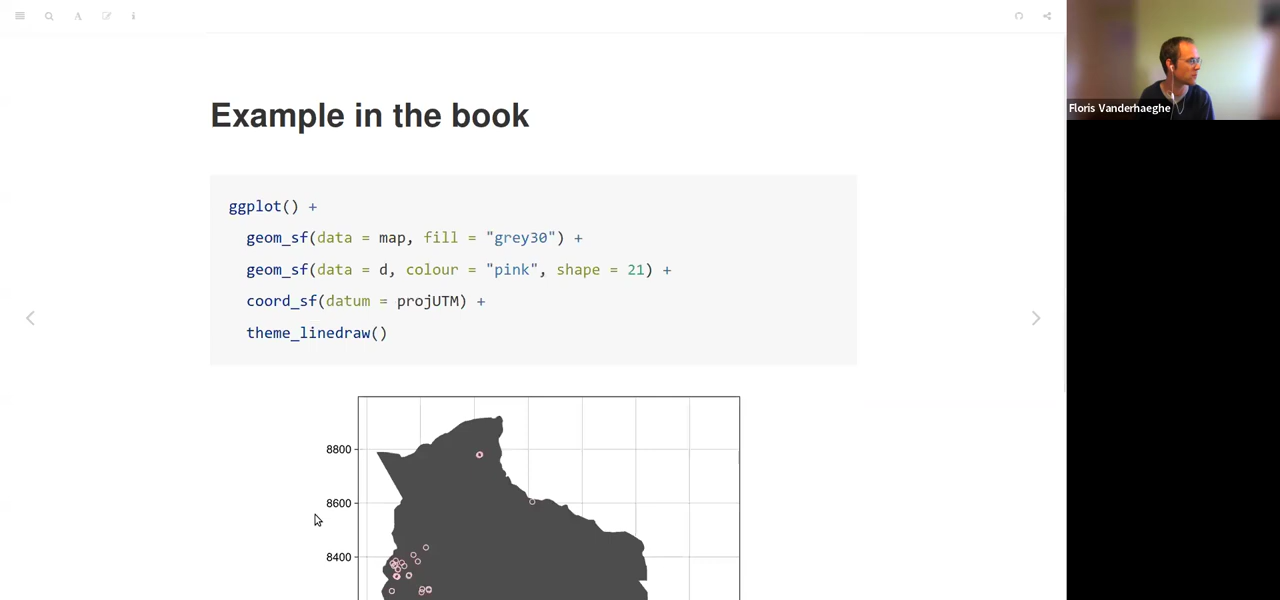 Example in the book
Floris Vanderhaeghe
ggplot() +
geom_sf(data = map, fill = "grey30") +
geom_sf(data = d, colour = "pink", shape = 21) +
coord_sf(datum = projUTM) +
theme_linedraw()
8800
8600
8400